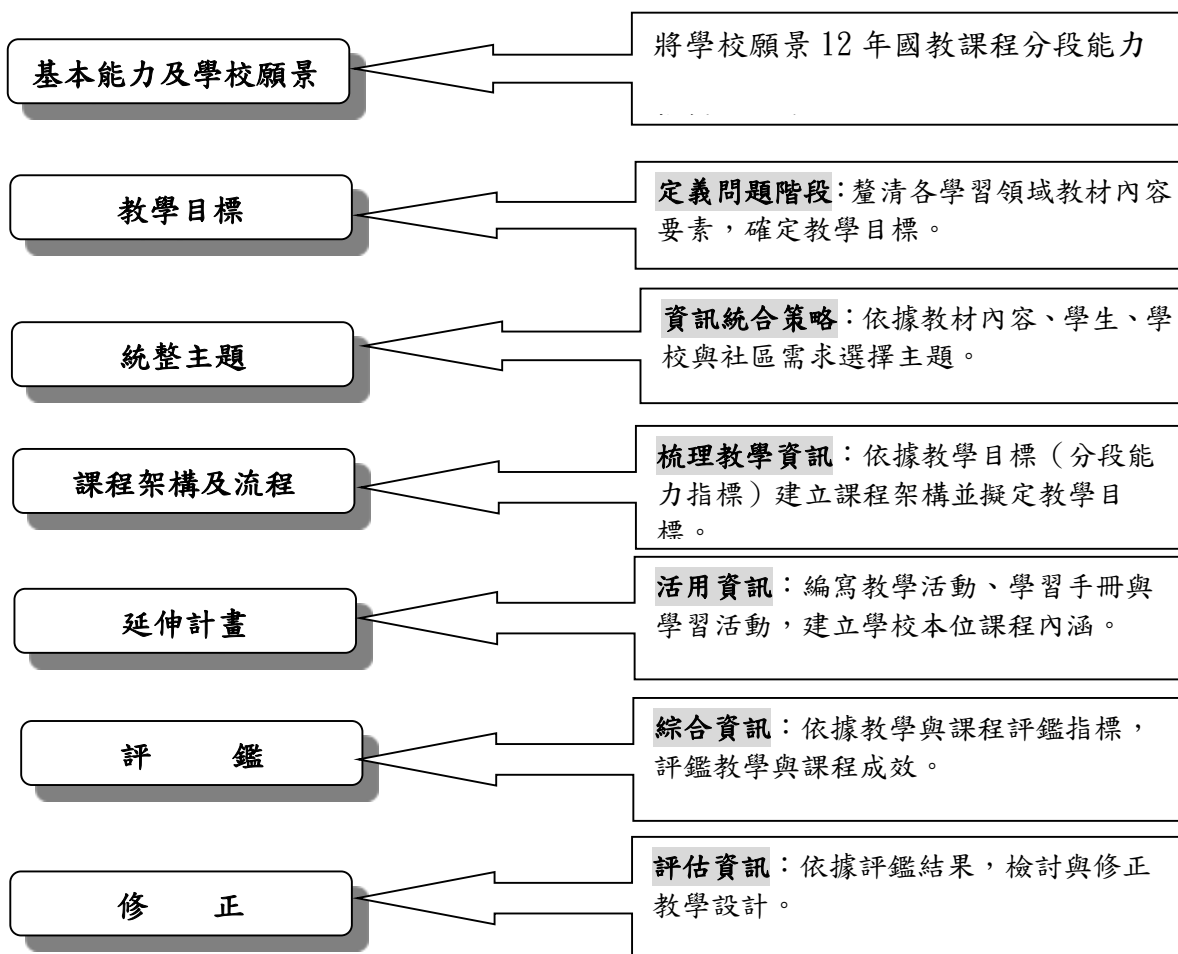 基本能力及學校願景
將學校願景 12 年國教課程分段能力
教學目標
定義問題階段：釐清各學習領域教材內容
要素，確定教學目標。
統整主題
資訊統合策略：依據教材內容、學生、學
校與社區需求選擇主題。
課程架構及流程
梳理教學資訊：依據教學目標（分段能
力指標）建立課程架構並擬定教學目
標。
延伸計畫
活用資訊：編寫教學活動、學習手冊與
學習活動，建立學校本位課程內涵。
評 鑑
綜合資訊：依據教學與課程評鑑指標，
評鑑教學與課程成效。
修 正
評估資訊：依據評鑑結果，檢討與修正
教學設計。